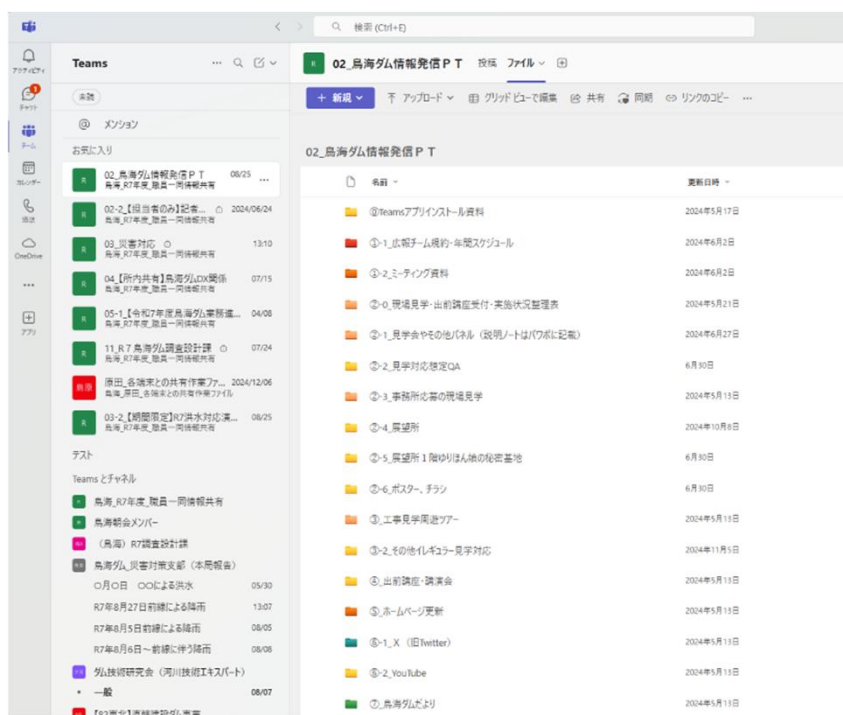 検索 (Ctrl+E)
アクティビティ
チャット
チーム
カレンダー
通話
OneDrive
アプリ
Teams
未読
@ メンション
お気に入り
02_鳥海ダム情報発信PT 08/25
鳥海_R7年度_職員一同情報共有
02-2_【担当者のみ】記者... 2024/06/24
鳥海_R7年度_職員一同情報共有
03_災害対応 13:10
鳥海_R7年度_職員一同情報共有
04_【所内共有】鳥海ダムDX関係 07/15
鳥海_R7年度_職員一同情報共有
05-1_【令和7年度鳥海ダム業務進... 04/08
鳥海_R7年度_職員一同情報共有
11_R7鳥海ダム調査設計課 07/24
鳥海_R7年度_職員一同情報共有
鳥原 原田_各端末との共有作業ファ... 2024/12/06
鳥海_原田_各端末との共有作業ファイル
03-2_【期間限定】R7洪水対応演... 08/25
鳥海_R7年度_職員一同情報共有
テスト
Teams とチャネル
鳥海_R7年度_職員一同情報共有
鳥海朝会メンバー
(鳥海) R7調査設計課
鳥海ダム_災害対策支部(本局報告)
〇月〇日 〇〇による洪水 05/30
R7年8月27日前線による降雨 13:07
R7年8月5日前線による降雨 08/05
R7年8月6日~前線に伴う降雨 08/08
ダム技術研究会(河川技術エキスパート)
一般 08/07
R 02_鳥海ダム情報発信PT 投稿 ファイル
+ 新規 アップロード グリッド ビューで編集 共有 同期 リンクのコピー ...
02_鳥海ダム情報発信PT
名前 更新日時
⓪Teamsアプリインストール資料 2024年5月17日
①-1_広報チーム規約・年間スケジュール 2024年6月2日
①-2_ミーティング資料 2024年6月2日
②-0_現場見学・出前講座受付・実施状況整理表 2024年5月21日
②-1_見学会やその他パネル(説明ノートはパワポに記載) 2024年6月27日
②-2_見学対応想定QA 6月30日
②-3_事務所応募の現場見学 2024年5月13日
②-4_展望所 2024年10月8日
②-5_展望所1階ゆりほん娘の秘密基地 6月30日
②-6_ポスター、チラシ 6月30日
③_工事見学周遊ツアー 2024年5月13日
③-2_その他イレギュラー見学対応 2024年11月5日
④_出前講座・講演会 2024年5月13日
⑤_ホームページ更新 2024年5月13日
⑥-1_X (旧Twitter) 2024年5月13日
⑥-2_YouTube 2024年5月13日
⑦_鳥海ダムだより 2024年5月13日